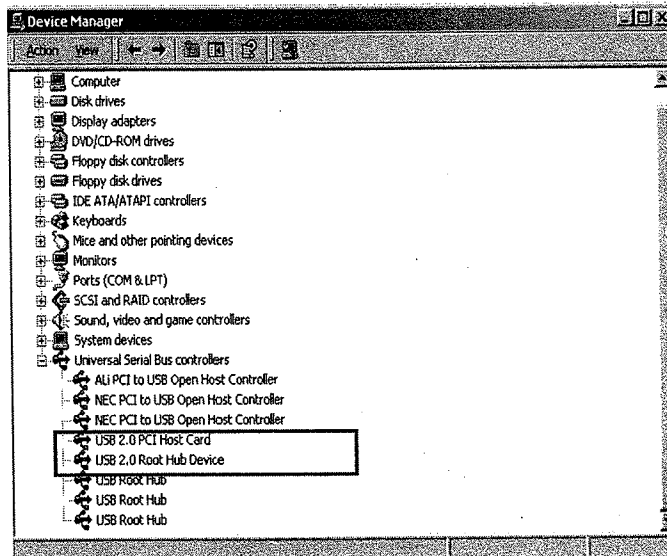 Device Manager
Action View
Computer
Disk drives
Display adapters
DVD/CD-ROM drives
Floppy disk controllers
Floppy disk drives
IDE ATA/ATAPI controllers
Keyboards
Mice and other pointing devices
Monitors
Ports (COM & LPT)
SCSI and RAID controllers
Sound, video and game controllers
System devices
Universal Serial Bus controllers
ALi PCI to USB Open Host Controller
NEC PCI to USB Open Host Controller
NEC PCI to USB Open Host Controller
USB 2.0 PCI Host Card
USB 2.0 Root Hub Device
USB Root Hub
USB Root Hub
USB Root Hub